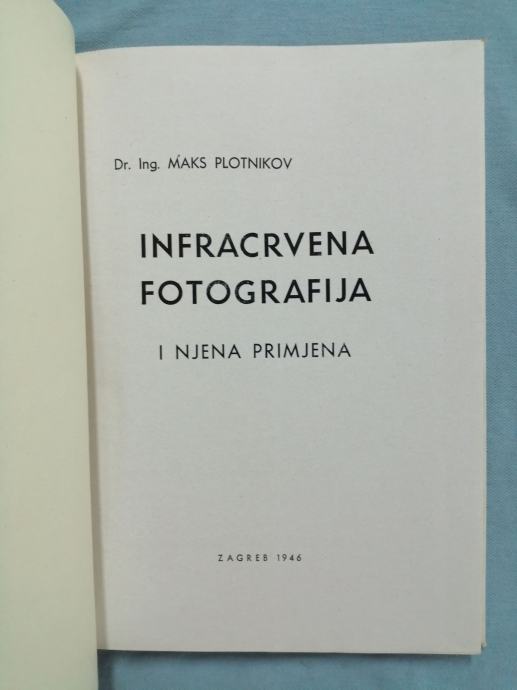 Dr. Ing. MAKS PLOTNIKOV
INFRACRVENA
FOTOGRAFIJA
I NJENA PRIMJENA
ZAGREB 1946